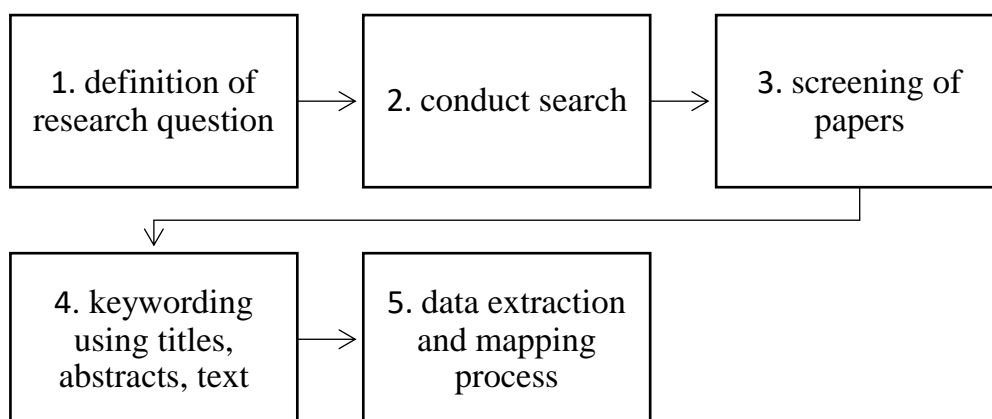 1. definition of
research question
2. conduct search
3. screening of
papers
4. keywording
using titles,
abstracts, text
5. data extraction
and mapping
process